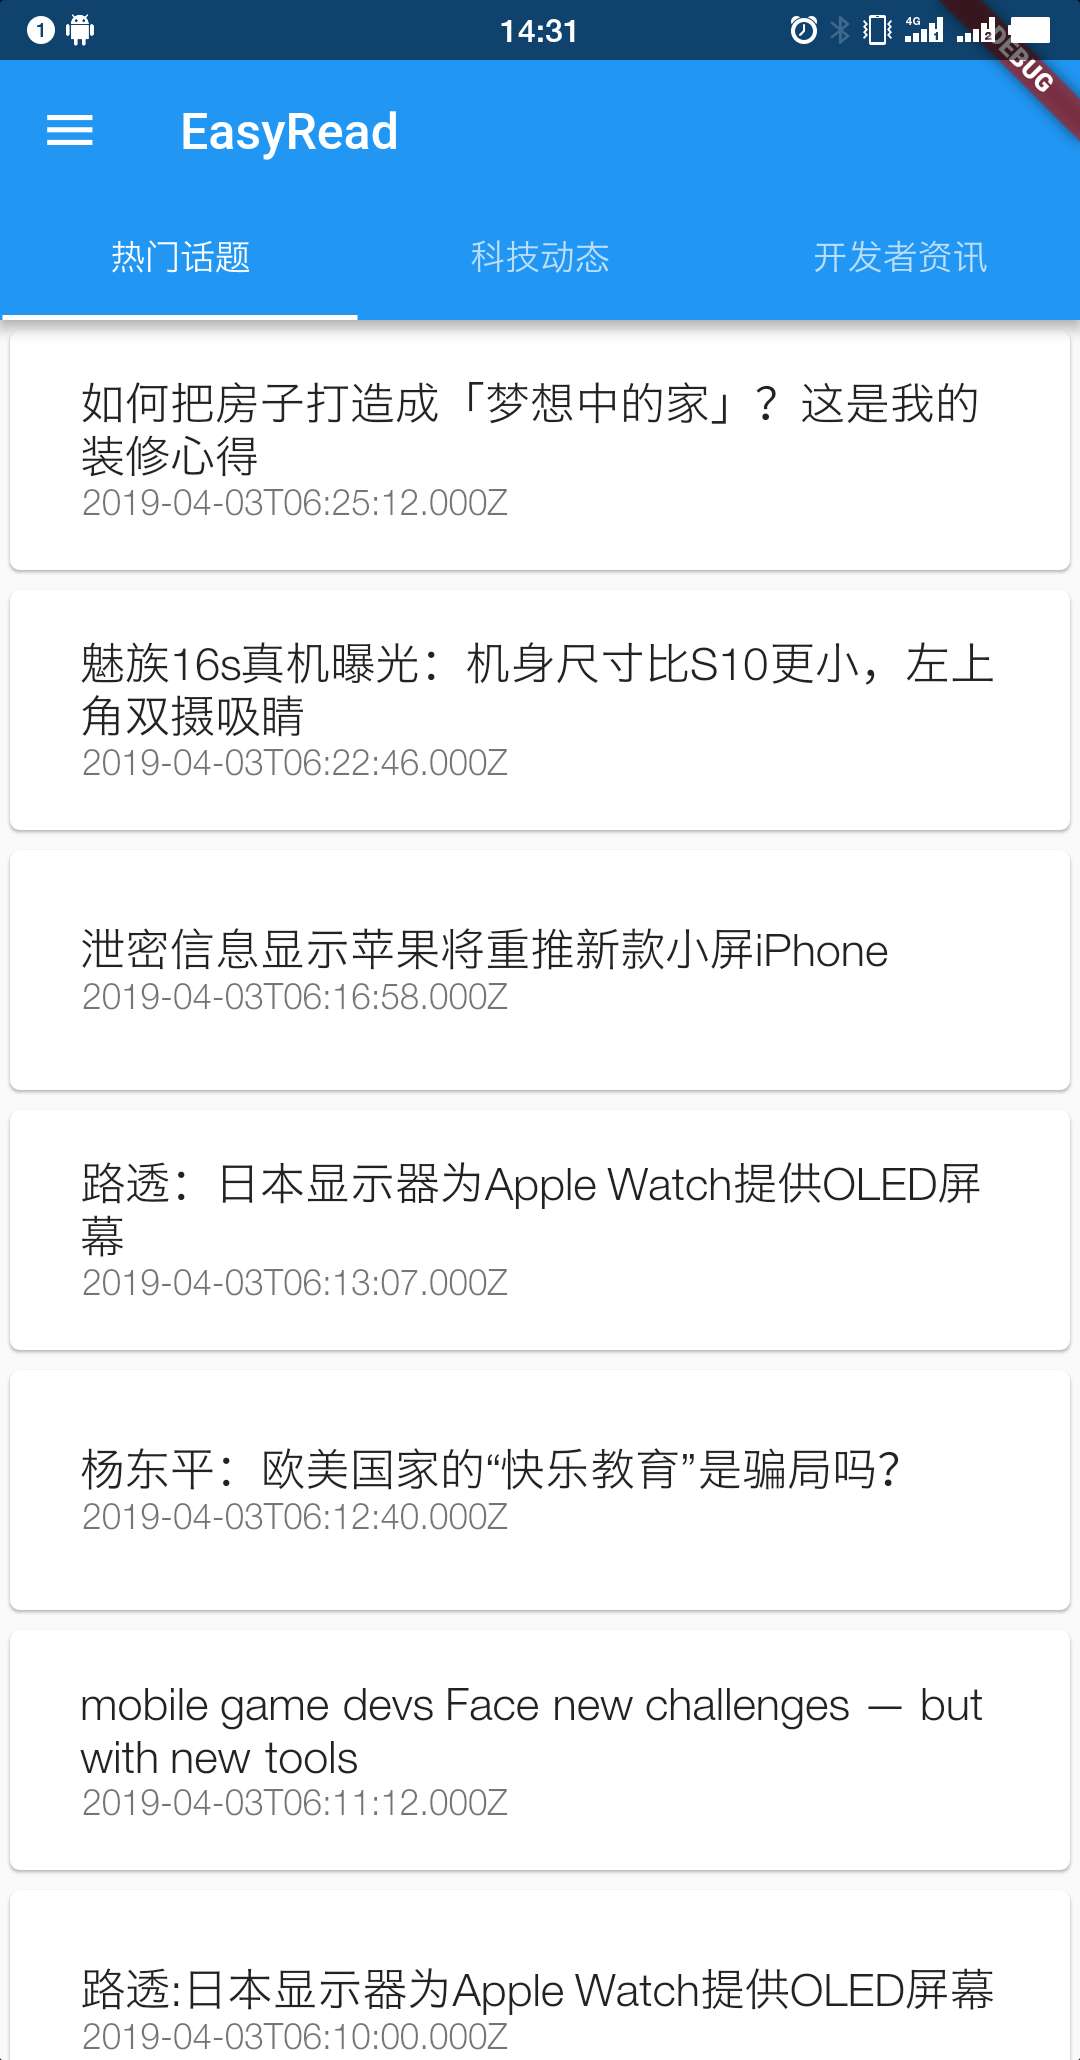 1 14:31 4G 1 2
DEBUG
EasyRead
热门话题 科技动态 开发者资讯
如何把房子打造成「梦想中的家」？这是我的
装修心得
2019-04-03T06:25:12.000Z
魅族16s真机曝光：机身尺寸比S10更小，左上
角双摄吸睛
2019-04-03T06:22:46.000Z
泄密信息显示苹果将重推新款小屏iPhone
2019-04-03T06:16:58.000Z
路透：日本显示器为Apple Watch提供OLED屏
幕
2019-04-03T06:13:07.000Z
杨东平：欧美国家的“快乐教育”是骗局吗？
2019-04-03T06:12:40.000Z
mobile game devs Face new challenges — but
with new tools
2019-04-03T06:11:12.000Z
路透:日本显示器为Apple Watch提供OLED屏幕
2019-04-03T06:10:00.000Z